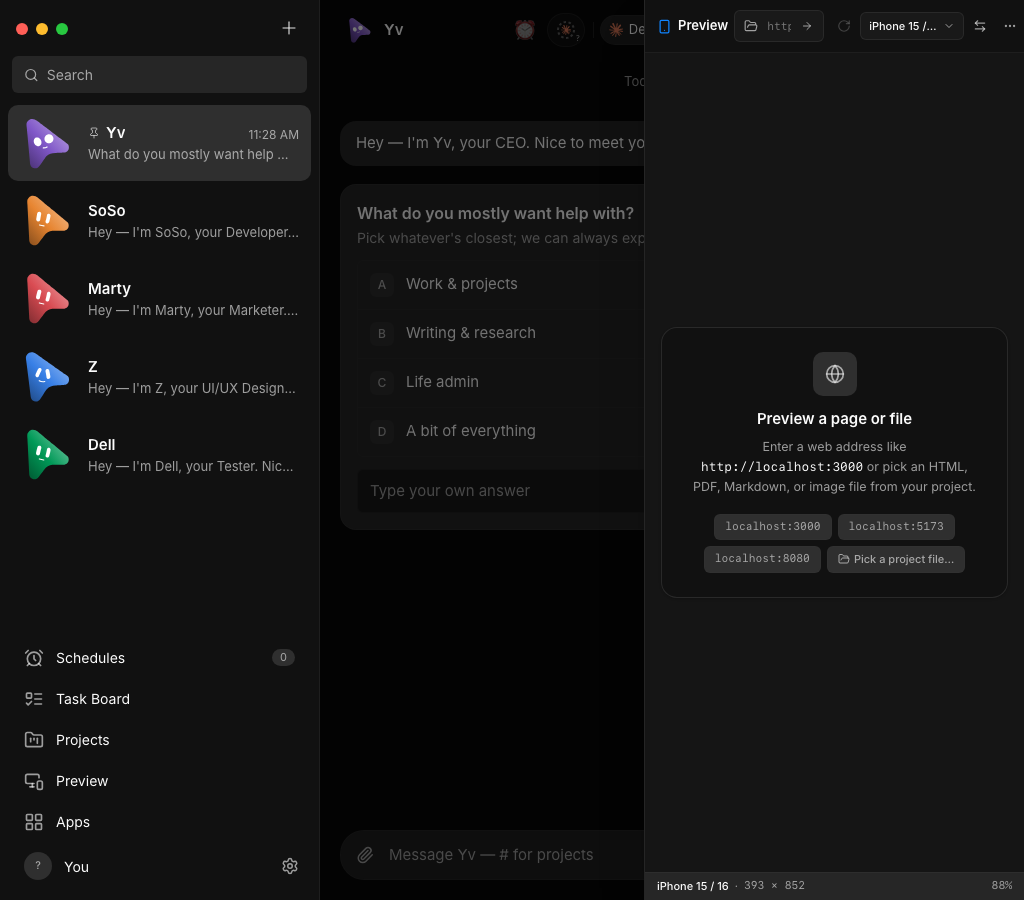 Search
Yv
11:28 AM
What do you mostly want help ...
SoSo
Hey — I'm SoSo, your Developer...
Marty
Hey — I'm Marty, your Marketer....
Z
Hey — I'm Z, your UI/UX Design...
Dell
Hey — I'm Dell, your Tester. Nic...
Schedules
0
Task Board
Projects
Preview
Apps
?
You
Yv
De
Too
Hey — I'm Yv, your CEO. Nice to meet yo
What do you mostly want help with?
Pick whatever's closest; we can always exp
A
Work & projects
B
Writing & research
C
Life admin
D
A bit of everything
Type your own answer
Message Yv — # for projects
Preview
http
iPhone 15 /...
Preview a page or file
Enter a web address like
http://localhost:3000 or pick an HTML,
PDF, Markdown, or image file from your project.
localhost:3000
localhost:5173
localhost:8080
Pick a project file...
iPhone 15 / 16 · 393 × 852
88%